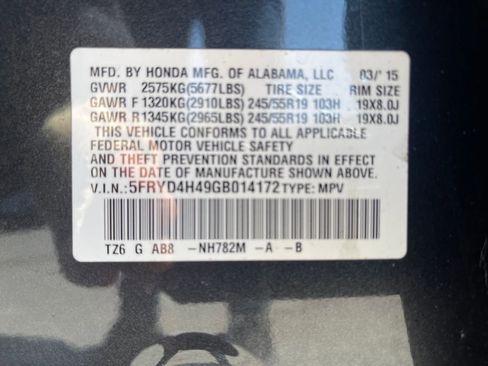 MFD. BY HONDA MFG. OF ALABAMA, LLC 03/'15
GVWR 2575KG(5677LBS) TIRE SIZE RIM SIZE
GAWR F 1320KG(2910LBS) 245/55R19 103H 19X8.0J
GAWR R1345KG(2965LBS) 245/55R19 103H 19X8.0J
THIS VEHICLE CONFORMS TO ALL APPLICABLE
FEDERAL MOTOR VEHICLE SAFETY
AND THEFT PREVENTION STANDARDS IN EFFECT
ON THE DATE OF MANUFACTURE SHOWN ABOVE.
V.I.N.:5FRYD4H49GB014172 TYPE: MPV
TZ6 G AB8 -NH782M -A -B